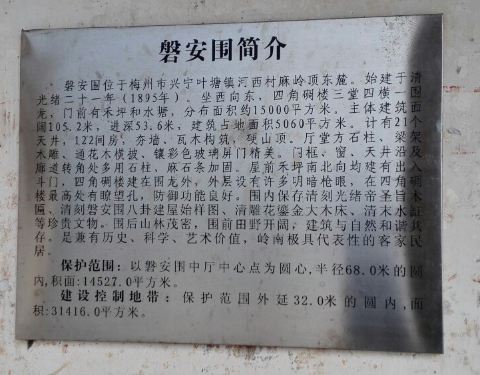 磐安围简介
磐安围位于梅州市兴宁叶塘镇河西村麻岭顶东麓。始建于清
光绪二十一年（1895年）。坐西向东，四角碉楼三堂四横一围
龙，门前有禾坪和水塘，分布面积约15000平方米。主体建筑面
阔105.2米，进深53.6米，建筑占地面积5060平方米。计有21个
天井，122间房，夯墙、瓦木构筑，硬山顶。厅堂方石柱、梁架
木雕、通花木横披、镶彩色玻璃屏门精美。门框、窗、天井沿及
廊道转角处多用石柱，麻石条加固。屋前禾坪南北向均建有出入
斗门，四角碉楼建在围龙外，外层设有许多明暗枪眼，在四角碉
楼最高处有瞭望孔，防御功能良好。围内保存清刻光绪帝圣旨木
匾、清刻磐安围八卦建屋始样图、清雕花鎏金大木床、清末水缸
等珍贵文物。围后山林茂密，围前田野开阔，建筑与自然和谐共
存。是兼有历史、科学、艺术价值，岭南极具代表性的客家民
居。
保护范围：以磐安围中厅中心点为圆心，半径68.0米的圆
内，面积：14527.0平方米。
建设控制地带：保护范围外延32.0米的圆内，面
积：31416.0平方米。